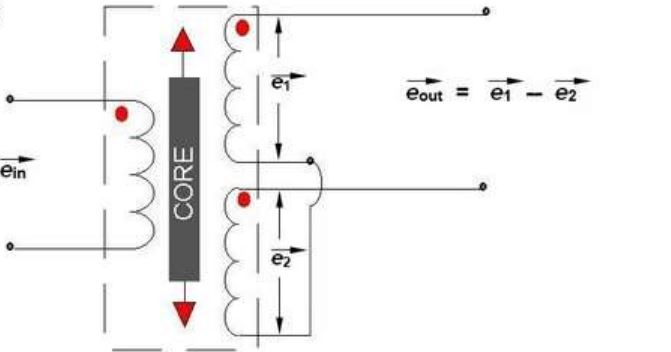 e1
eout = e1 – e2
ein
CORE
e2